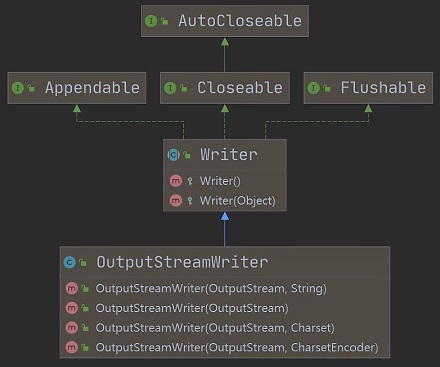 AutoCloseable
Appendable
Closeable
Flushable
Writer
Writer()
Writer(Object)
OutputStreamWriter
OutputStreamWriter(OutputStream, String)
OutputStreamWriter(OutputStream)
OutputStreamWriter(OutputStream, Charset)
OutputStreamWriter(OutputStream, CharsetEncoder)